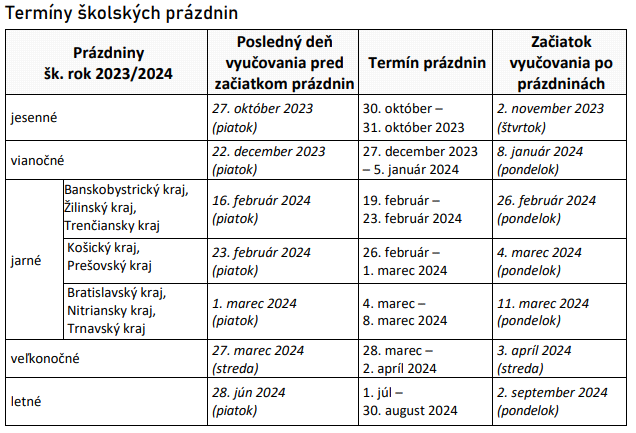 Termíny školských prázdnin
Prázdniny
šk. rok 2023/2024
Posledný deň
vyučovania pred
začiatkom prázdnin
Termín prázdnin
Začiatok
vyučovania po
prázdninách
jesenné
27. október 2023
(piatok)
30. október –
31. október 2023
2. november 2023
(štvrtok)
vianočné
22. december 2023
(piatok)
27. december 2023
– 5. január 2024
8. január 2024
(pondelok)
jarné
Banskobystrický kraj,
Žilinský kraj,
Trenčiansky kraj
16. február 2024
(piatok)
19. február –
23. február 2024
26. február 2024
(pondelok)
Košický kraj,
Prešovský kraj
23. február 2024
(piatok)
26. február –
1. marec 2024
4. marec 2024
(pondelok)
Bratislavský kraj,
Nitriansky kraj,
Trnavský kraj
1. marec 2024
(piatok)
4. marec –
8. marec 2024
11. marec 2024
(pondelok)
veľkonočné
27. marec 2024
(streda)
28. marec –
2. apríl 2024
3. apríl 2024
(streda)
letné
28. jún 2024
(piatok)
1. júl –
30. august 2024
2. september 2024
(pondelok)